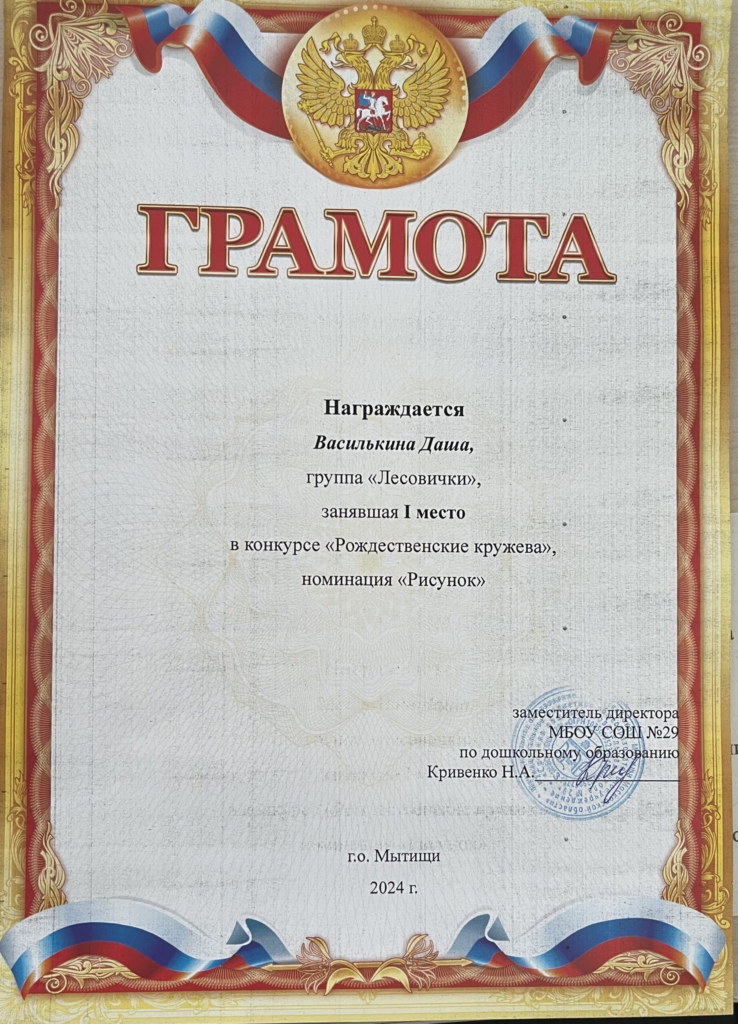 ГРАМОТА
Награждается
Василькина Даша,
группа «Лесовички»,
занявшая I место
в конкурсе «Рождественские кружева»,
номинация «Рисунок»
заместитель директора
МБОУ СОШ №29
по дошкольному образованию
Кривенко Н.А.
г.о. Мытищи
2024 г.